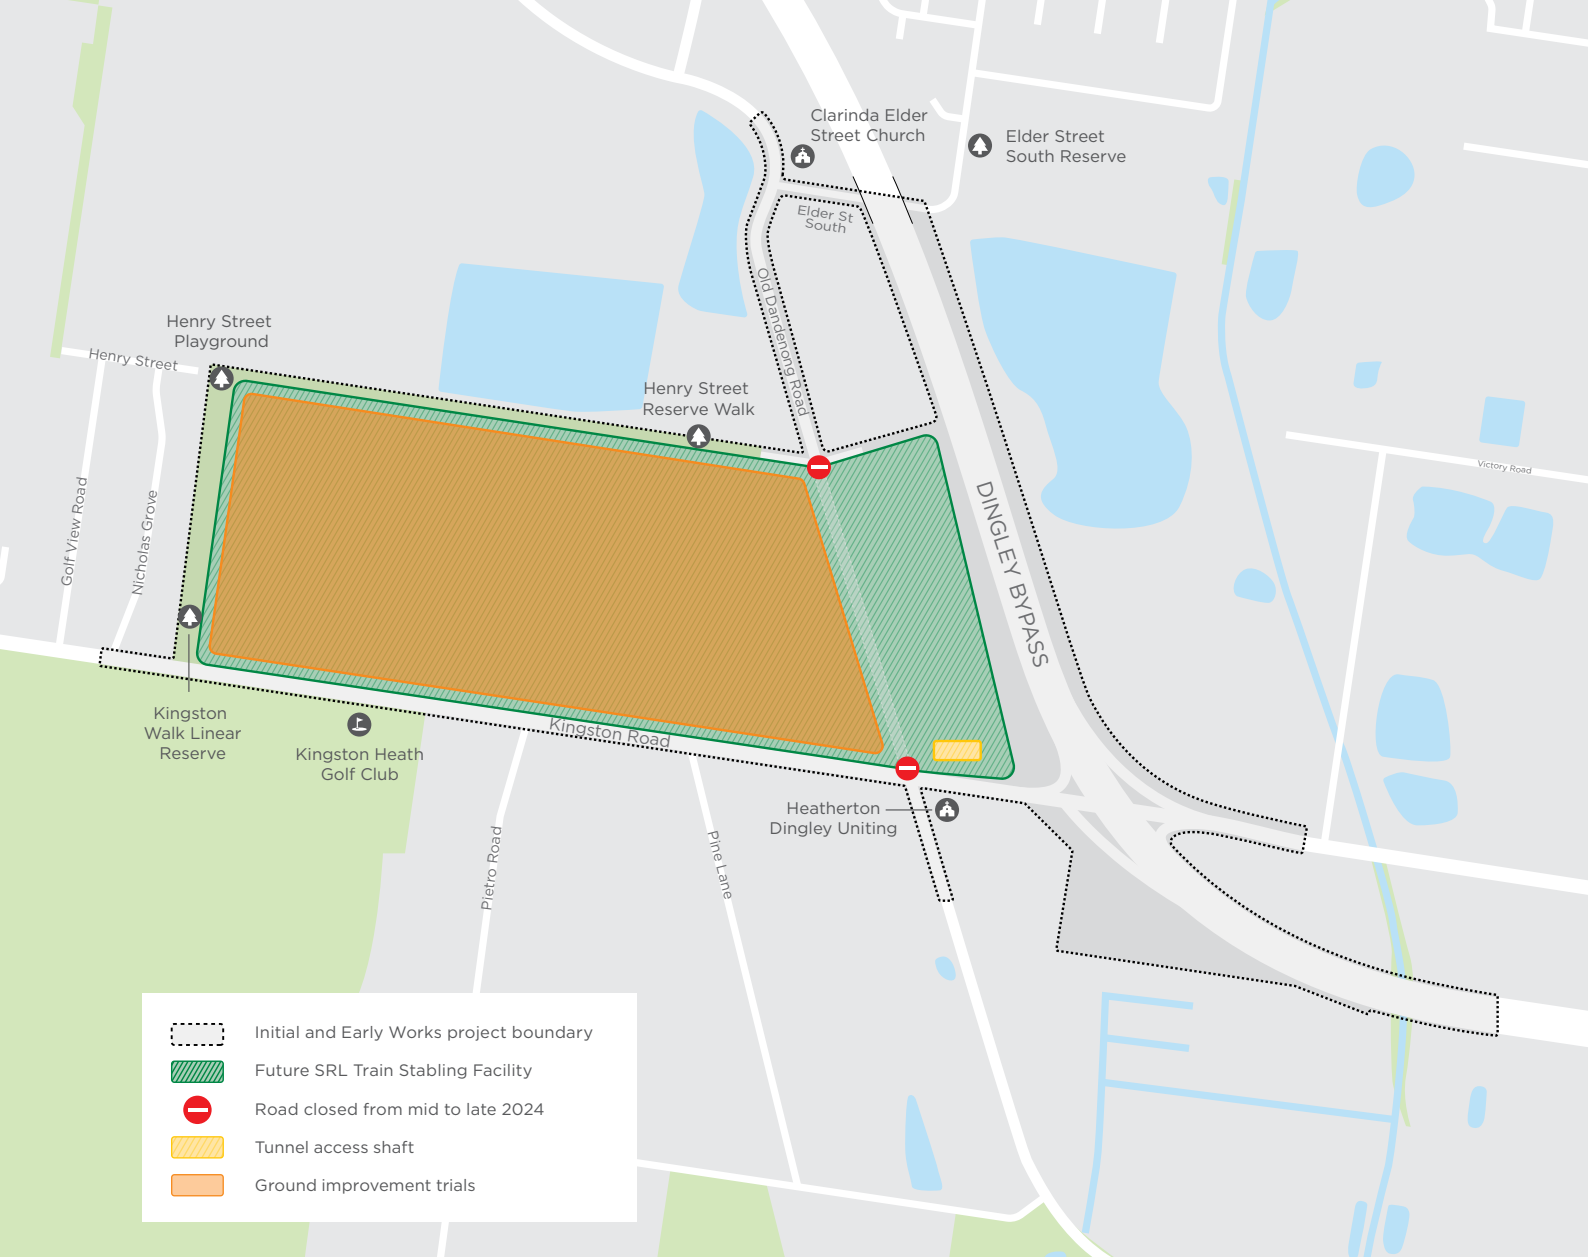 Clarinda Elder
Street Church
Elder Street
South Reserve
Elder St
South
Old Dandenong Road
Henry Street
Playground
Henry Street
Henry Street
Reserve Walk
Victory Road
Golf View Road
Nicholas Grove
DINGLEY BYPASS
Kingston
Walk Linear
Reserve
Kingston Heath
Golf Club
Kingston Road
Heatherton
Dingley Uniting
Pietro Road
Pine Lane
Initial and Early Works project boundary
Future SRL Train Stabling Facility
Road closed from mid to late 2024
Tunnel access shaft
Ground improvement trials